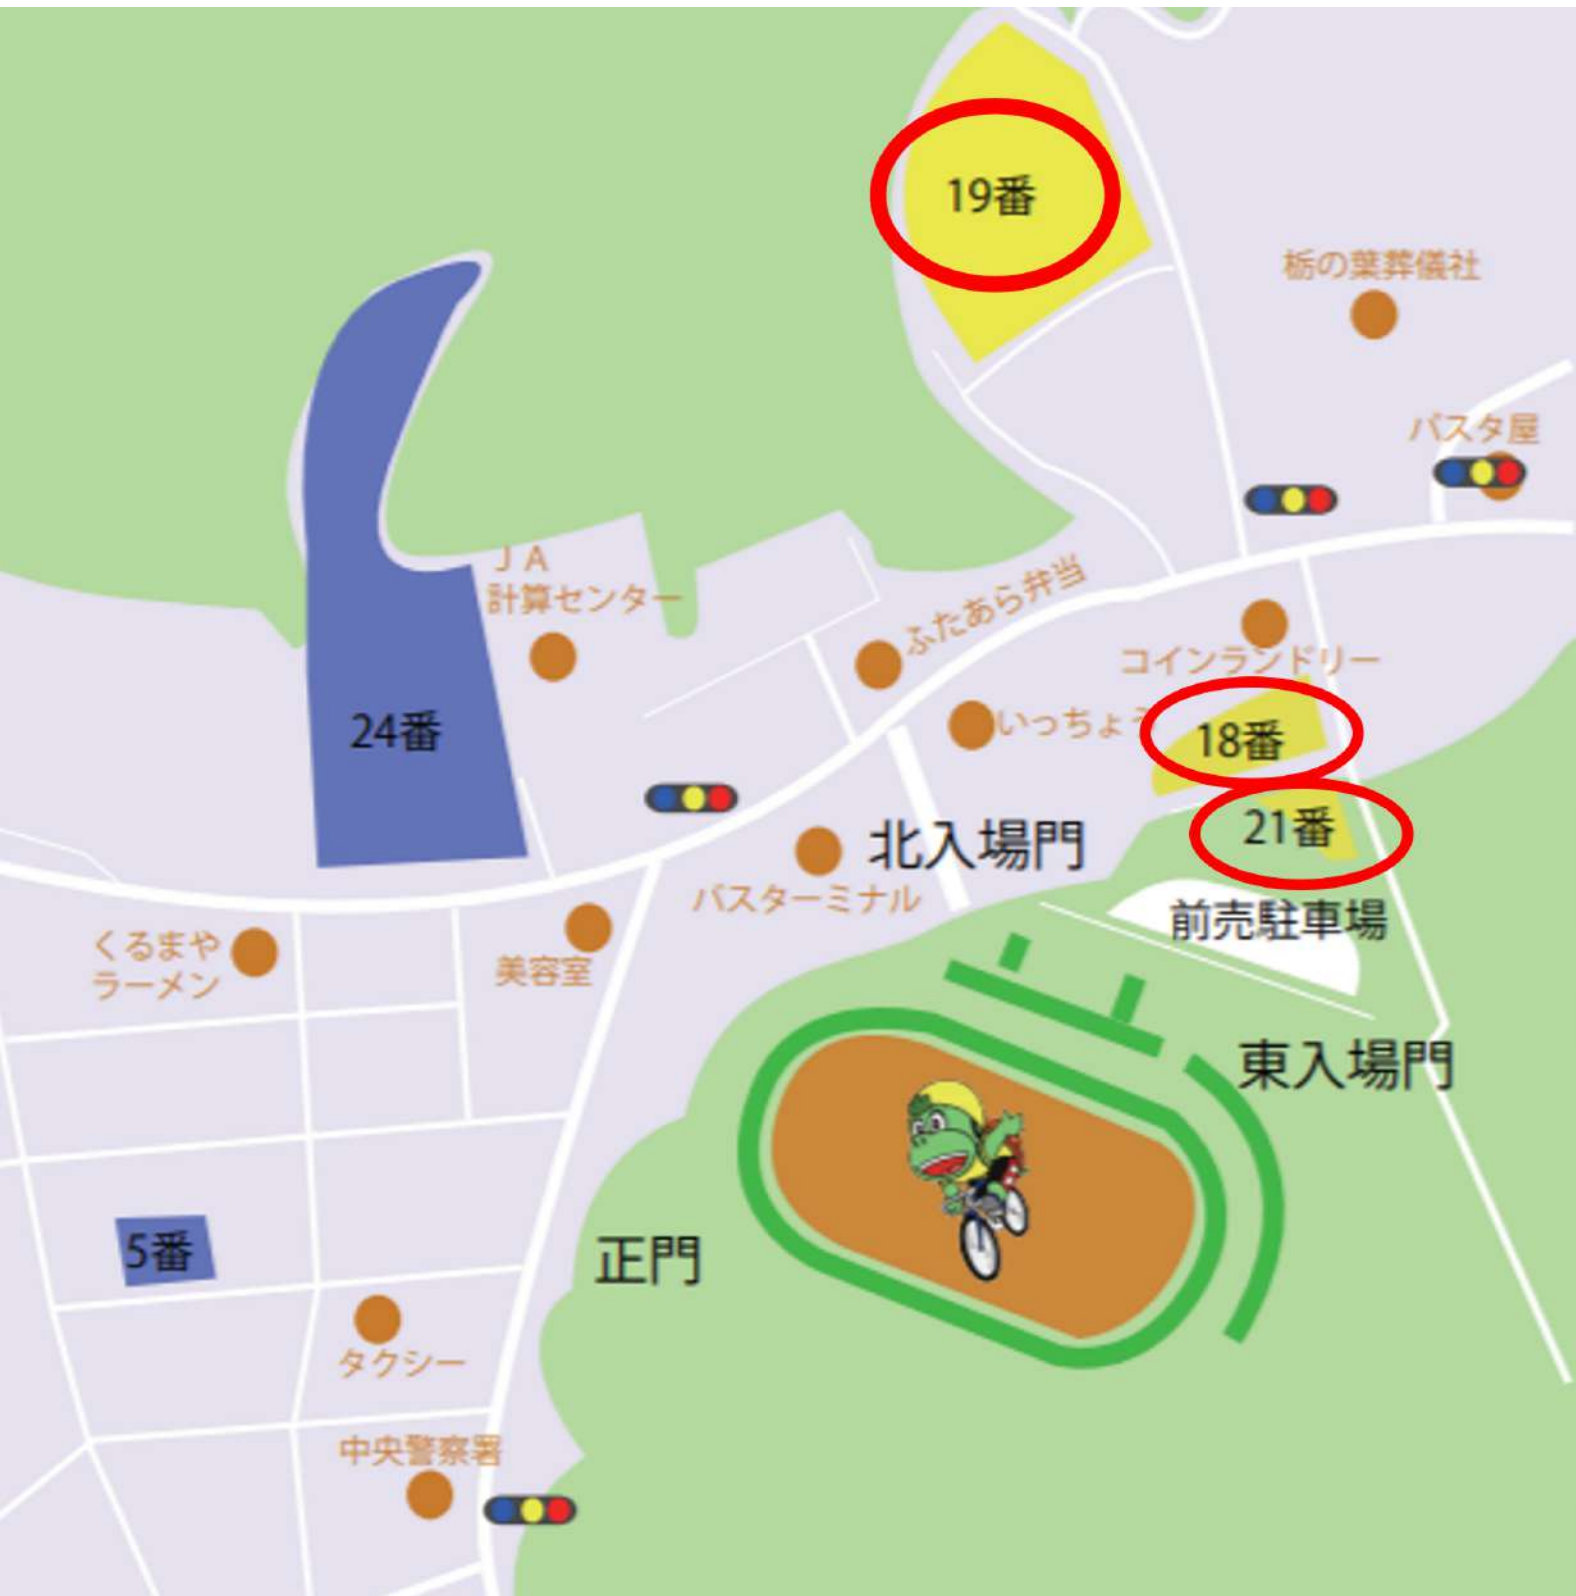 19番
栃の葉葬儀社
パスタ屋
ＪＡ
計算センター
ふたあら弁当
コインランドリー
24番
いっちょう
18番
21番
北入場門
バスターミナル
前売駐車場
くるまや
ラーメン
美容室
東入場門
5番
正門
タクシー
中央警察署